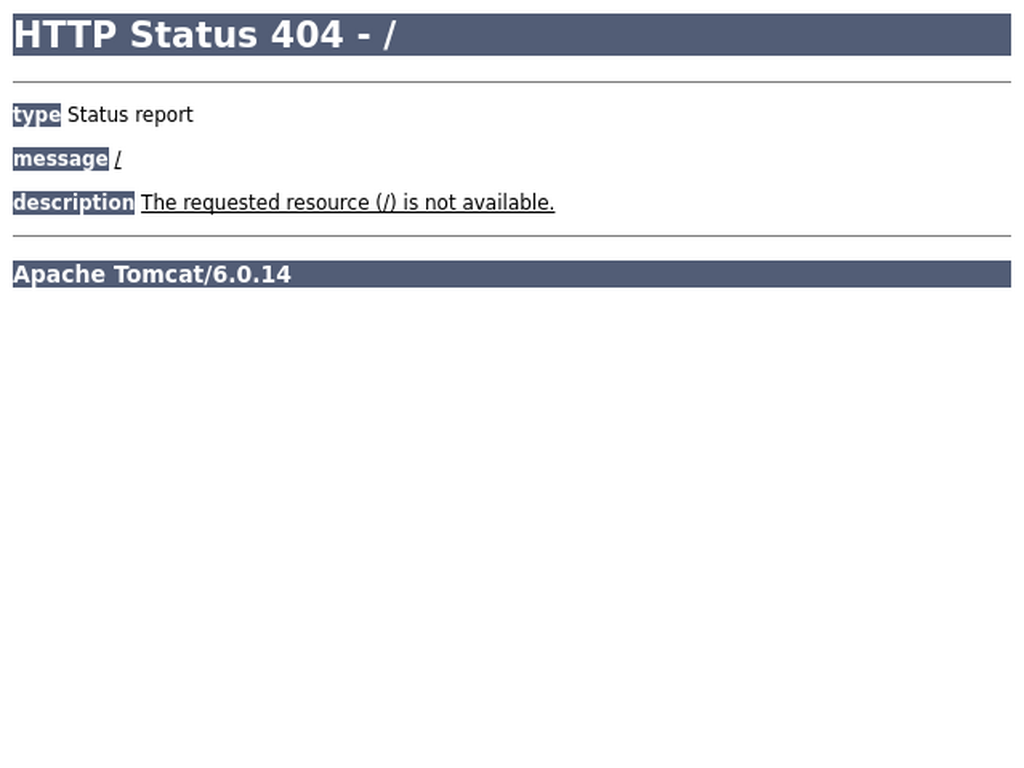 HTTP Status 404 - /
type Status report
message /
description The requested resource (/) is not available.
Apache Tomcat/6.0.14